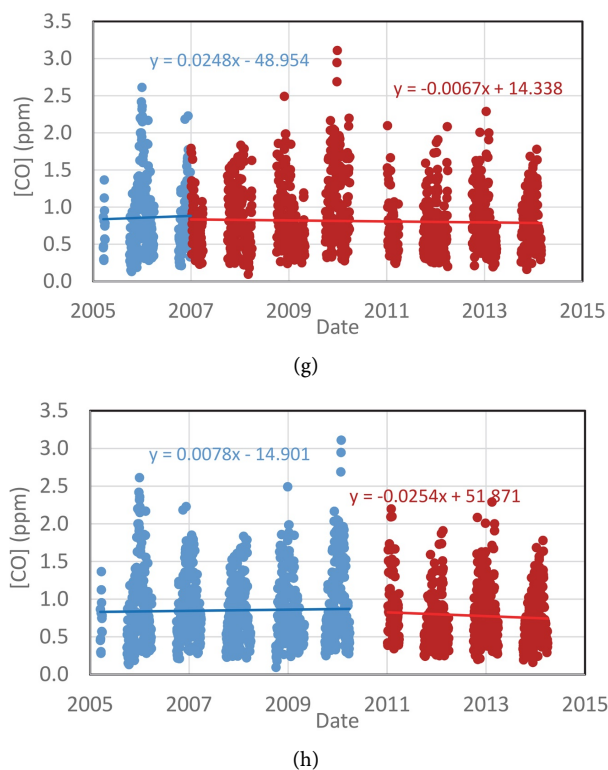 3.5
y = 0.0248x - 48.954
3.0
y = -0.0067x + 14.338
2.5
2.0
[CO] (ppm)
1.5
1.0
0.5
0.0
2005 2007 2009 2011 2013 2015
Date
(g)
3.5
3.0
y = 0.0078x - 14.901
2.5
y = -0.0254x + 51.871
2.0
[CO] (ppm)
1.5
1.0
0.5
0.0
2005 2007 2009 2011 2013 2015
Date
(h)